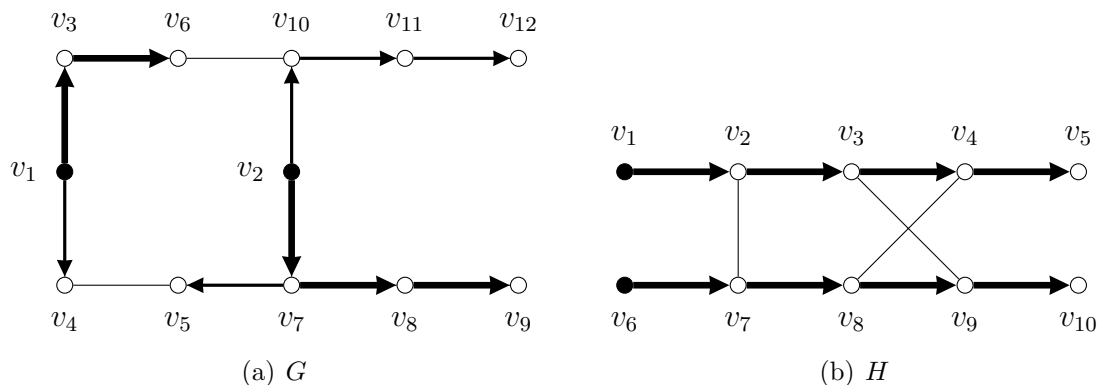 v₃ v₆ v₁₀ v₁₁ v₁₂
v₁ v₂
v₄ v₅ v₇ v₈ v₉
(a) G
v₁ v₂ v₃ v₄ v₅
v₆ v₇ v₈ v₉ v₁₀
(b) H